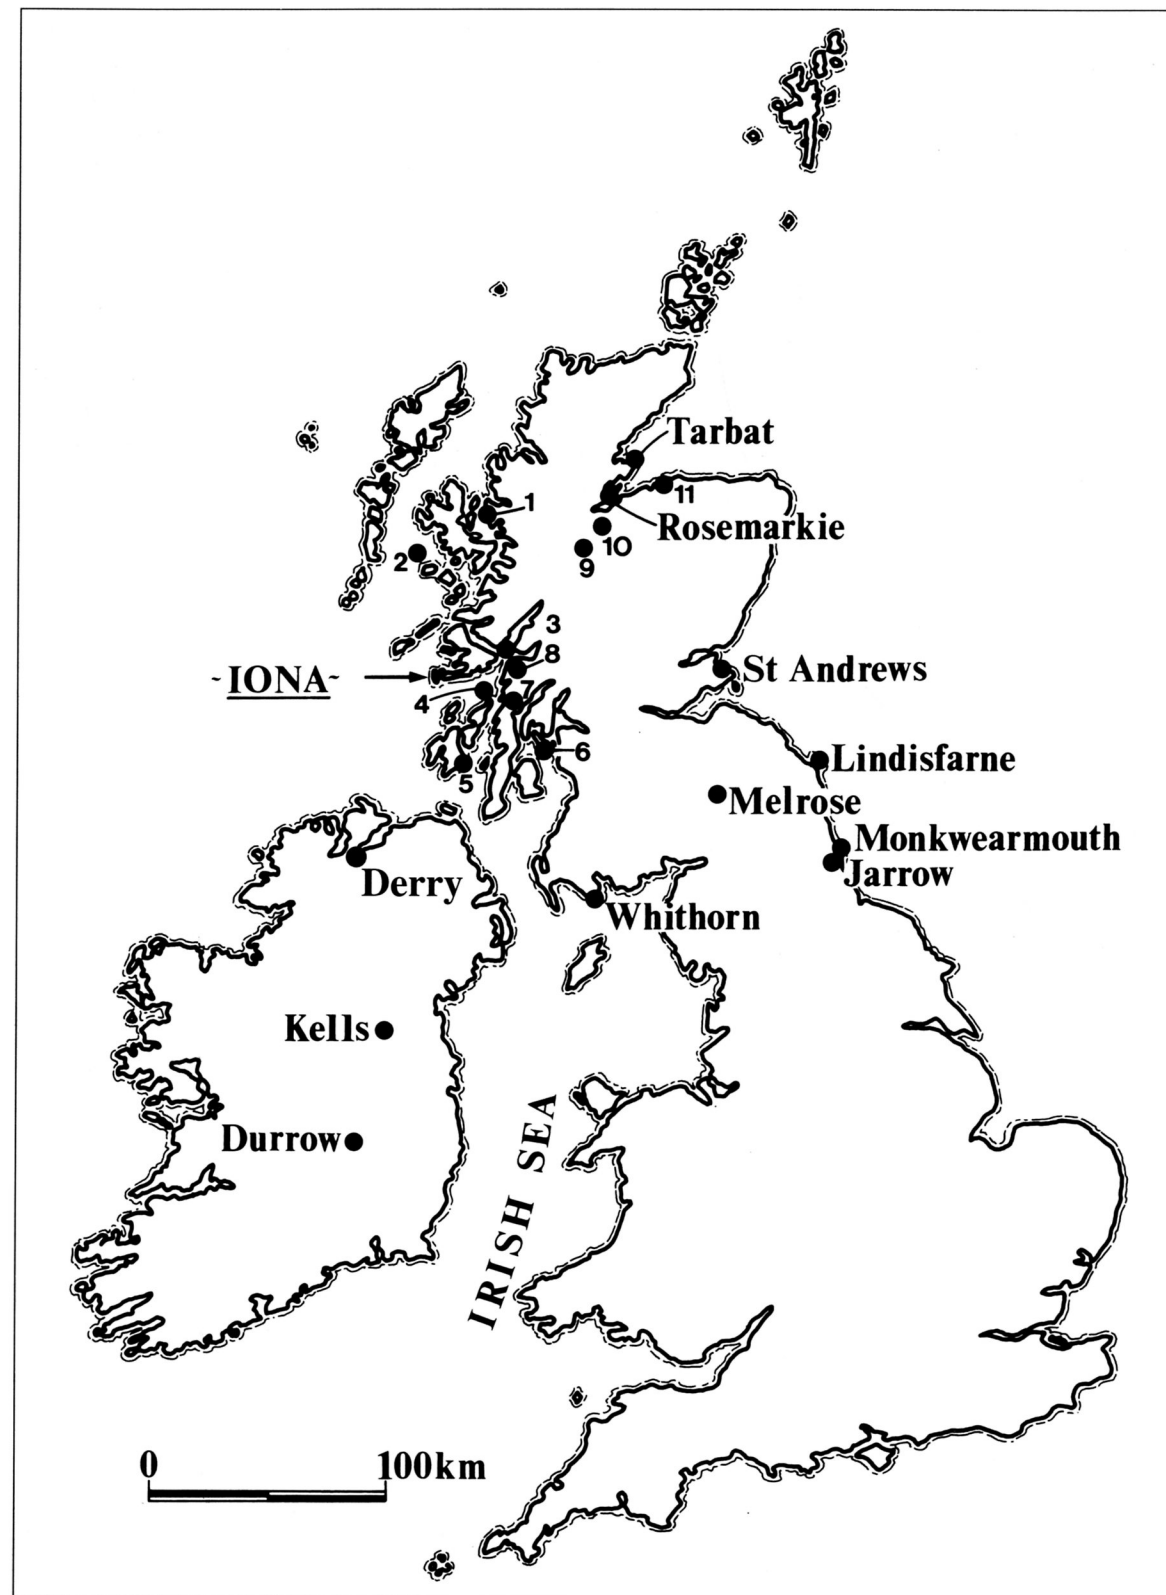 Tarbat
1
11
Rosemarkie
2
10
9
3
8
St Andrews
~IONA~
4
7
6
Lindisfarne
5
Melrose
Monkwearmouth
Jarrow
Derry
Whithorn
Kells
Durrow
IRISH SEA
0 100km